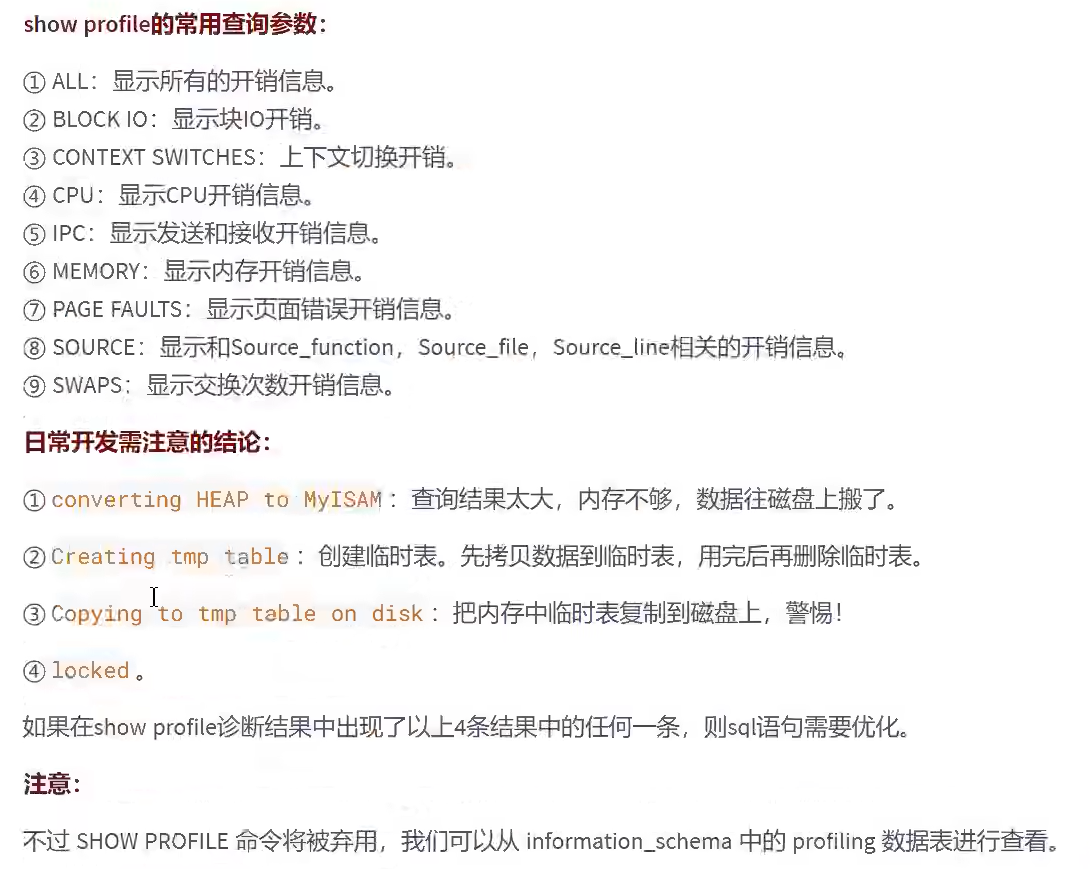 show profile的常用查询参数：
① ALL：显示所有的开销信息。
② BLOCK IO：显示块IO开销。
③ CONTEXT SWITCHES：上下文切换开销。
④ CPU：显示CPU开销信息。
⑤ IPC：显示发送和接收开销信息。
⑥ MEMORY：显示内存开销信息。
⑦ PAGE FAULTS：显示页面错误开销信息。
⑧ SOURCE：显示和Source_function，Source_file，Source_line相关的开销信息。
⑨ SWAPS：显示交换次数开销信息。
日常开发需注意的结论：
① converting HEAP to MyISAM：查询结果太大，内存不够，数据往磁盘上搬了。
② Creating tmp table：创建临时表。先拷贝数据到临时表，用完后再删除临时表。
③ Copying to tmp table on disk：把内存中临时表复制到磁盘上，警惕！
④ locked。
如果在show profile诊断结果中出现了以上4条结果中的任何一条，则sql语句需要优化。
注意：
不过 SHOW PROFILE 命令将被弃用，我们可以从 information_schema 中的 profiling 数据表进行查看。